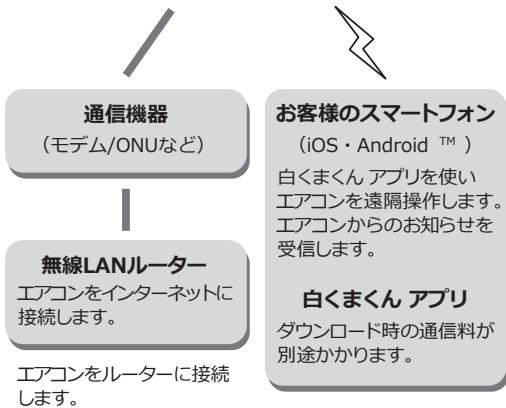 通信機器
（モデム/ONUなど）
無線LANルーター
エアコンをインターネットに
接続します。
エアコンをルーターに接続
します。
お客様のスマートフォン
（iOS・Android ™ ）
白くまくん アプリを使い
エアコンを遠隔操作します。
エアコンからのお知らせを
受信します。
白くまくん アプリ
ダウンロード時の通信料が
別途かかります。